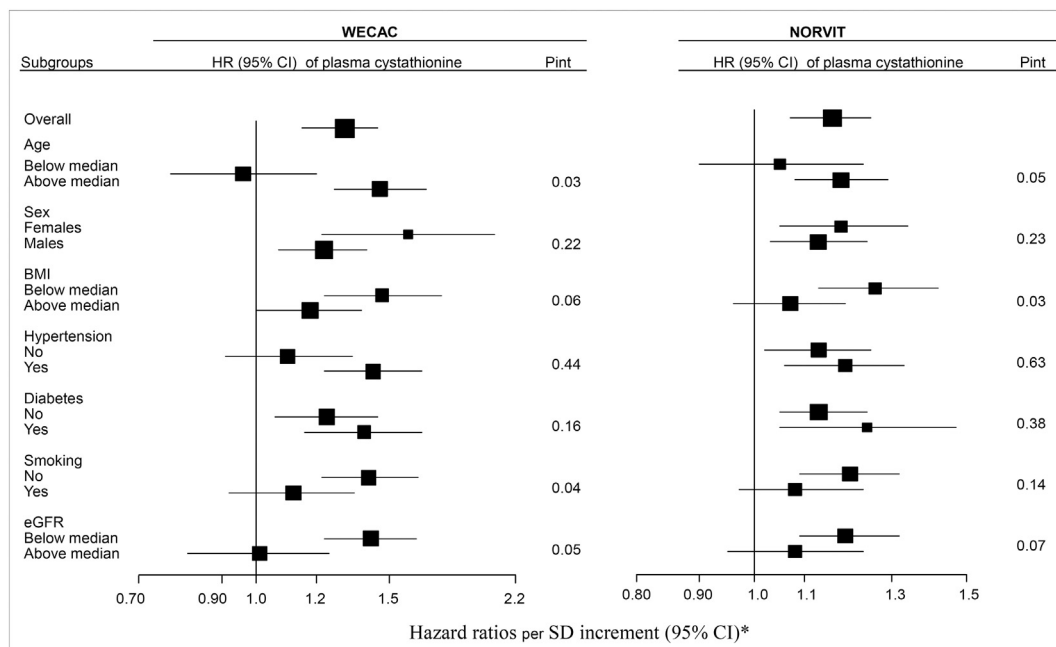 WECAC NORVIT
Subgroups HR (95% CI) of plasma cystathionine Pint HR (95% CI) of plasma cystathionine Pint
Overall
Age
Below median
Above median 0.03 0.05
Sex
Females
Males 0.22 0.23
BMI
Below median
Above median 0.06 0.03
Hypertension
No
Yes 0.44 0.63
Diabetes
No
Yes 0.16 0.38
Smoking
No
Yes 0.04 0.14
eGFR
Below median
Above median 0.05 0.07
0.70 0.90 1.0 1.2 1.5 2.2 0.80 0.90 1.0 1.1 1.3 1.5
Hazard ratios per SD increment (95% CI)*